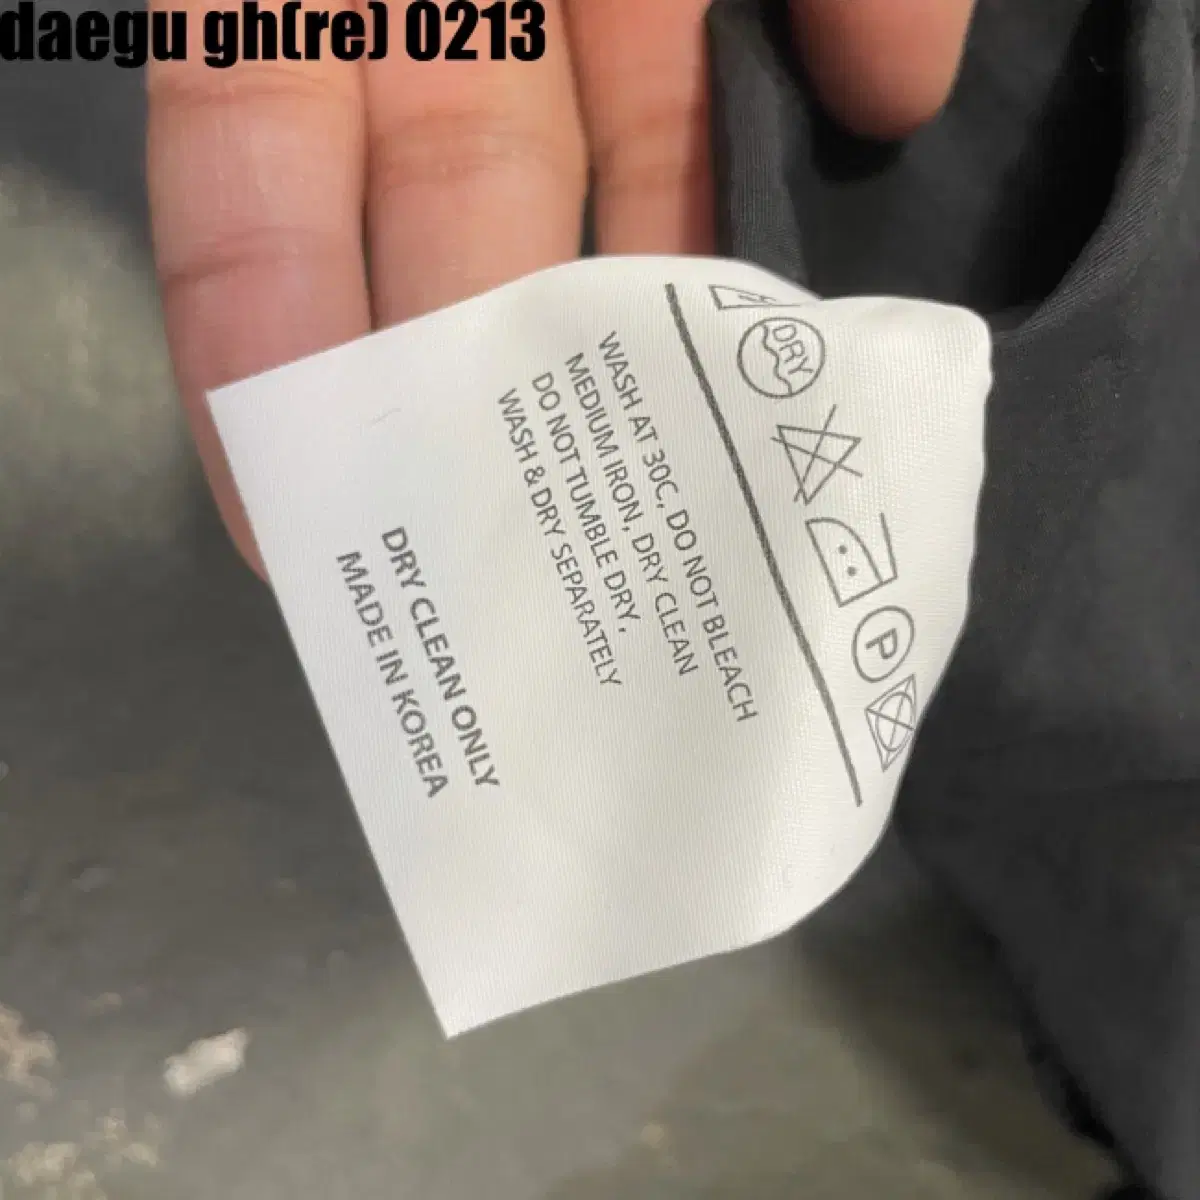 daegu gh(re) 0213
DRY
P
WASH AT 30C, DO NOT BLEACH
MEDIUM IRON, DRY CLEAN
DO NOT TUMBLE DRY,
WASH & DRY SEPARATELY
DRY CLEAN ONLY
MADE IN KOREA